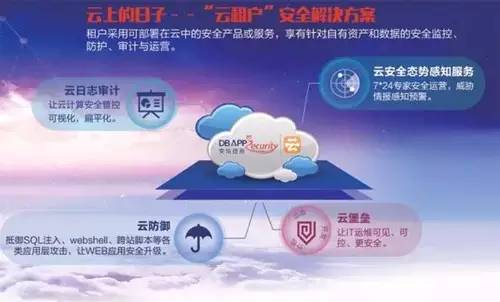 云上的日子--“云租户”安全解决方案
租户采用可部署在云中的安全产品或服务，享有针对自有资产和数据的安全监控、
防护、审计与运营。
云日志审计
让云计算安全管控
可视化，扁平化。
云安全态势感知服务
7*24专家安全运营，威胁
情报感知预警。
DBAPPSecurity
安恒信息
云
云防御
抵御SQL注入、webshell、跨站脚本等各
类应用层攻击，让WEB应用安全升级。
云堡垒
让IT运维可见、可
控、更安全。